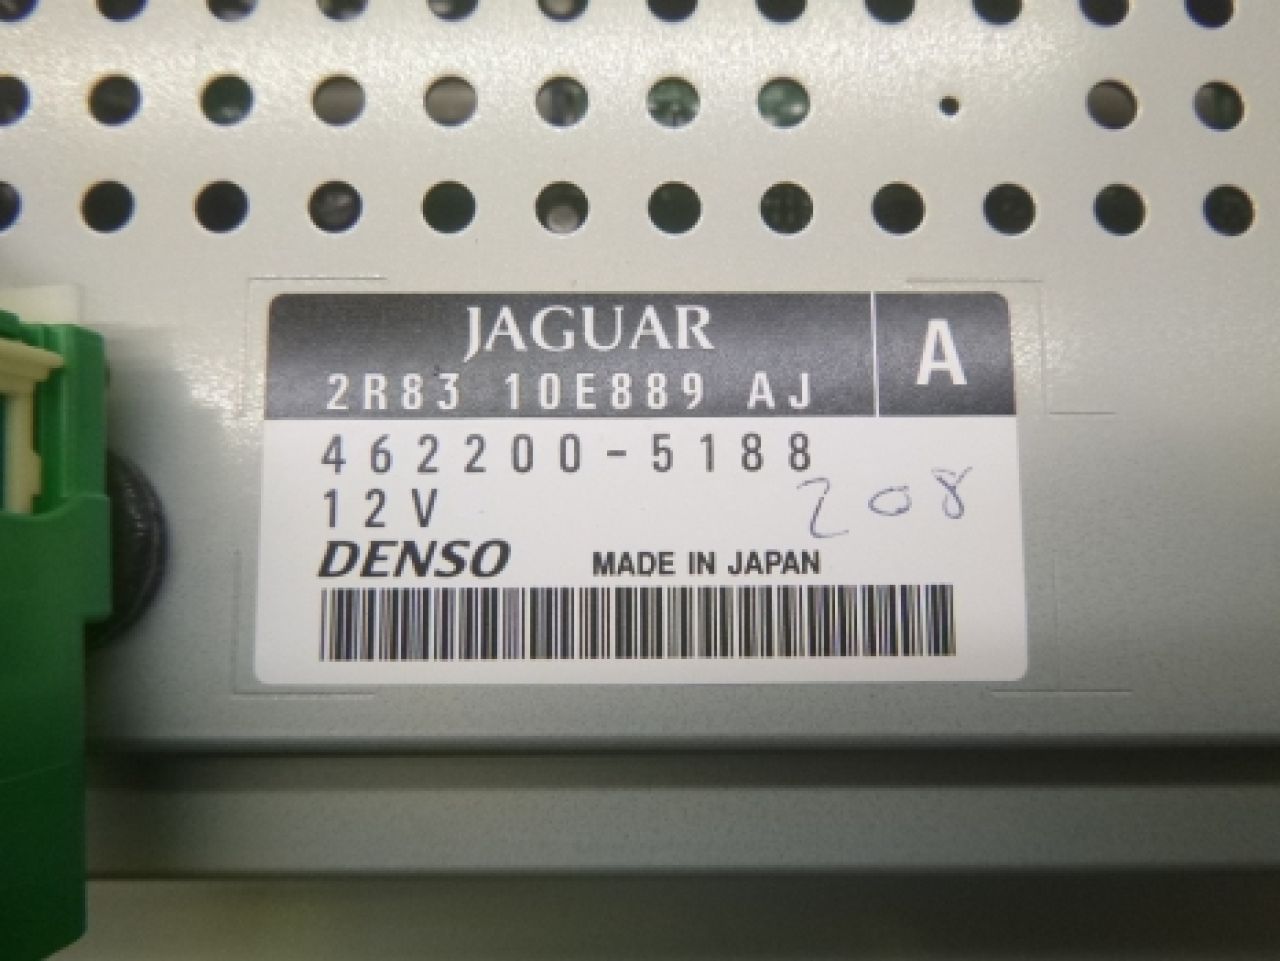 JAGUAR
2R83 10E889 AJ
A
462200-5188
12V
208
DENSO MADE IN JAPAN